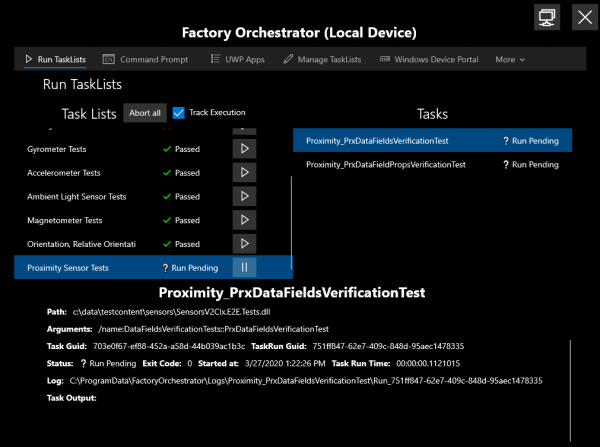 Factory Orchestrator (Local Device)
Run TaskLists
Command Prompt
UWP Apps
Manage TaskLists
Windows Device Portal
More
Run TaskLists
Task Lists
Abort all
Track Execution
Tasks
Gyrometer Tests Passed
Accelerometer Tests Passed
Ambient Light Sensor Tests Passed
Magnetometer Tests Passed
Orientation, Relative Orientati Passed
Proximity Sensor Tests ? Run Pending
Proximity_PrxDataFieldsVerificationTest ? Run Pending
Proximity_PrxDataFieldPropsVerificationTest ? Run Pending
Proximity_PrxDataFieldsVerificationTest
Path: c:\data\testcontent\sensors\SensorsV2Clx.E2E.Tests.dll
Arguments: /name:DataFieldsVerificationTests::PrxDataFieldsVerificationTest
Task Guid: 703e0f67-ef88-452a-a58d-44b039ac1b3c TaskRun Guid: 751ff847-62e7-409c-848d-95aec1478335
Status: ? Run Pending Exit Code: 0 Started at: 3/27/2020 1:22:26 PM Task Run Time: 00:00:00.1121015
Log: C:\ProgramData\FactoryOrchestrator\Logs\Proximity_PrxDataFieldsVerificationTest\Run_751ff847-62e7-409c-848d-95aec1478335
Task Output: